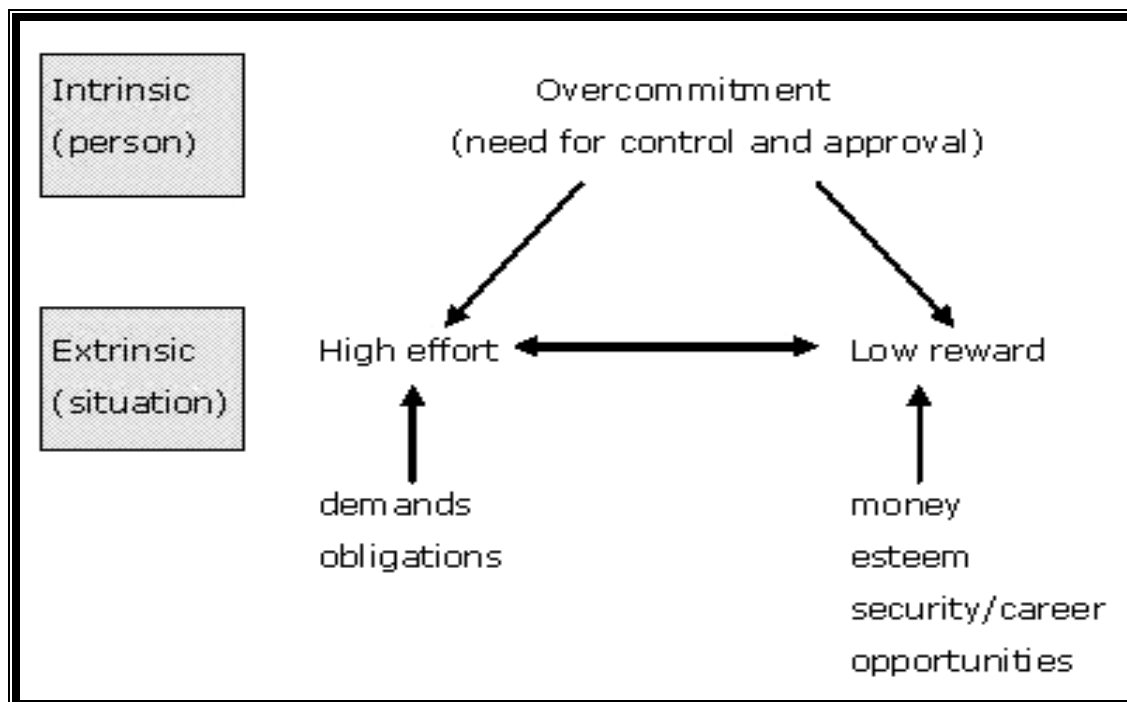 Intrinsic
(person)
Overcommitment
(need for control and approval)
Extrinsic
(situation)
High effort
Low reward
demands
obligations
money
esteem
security/career
opportunities